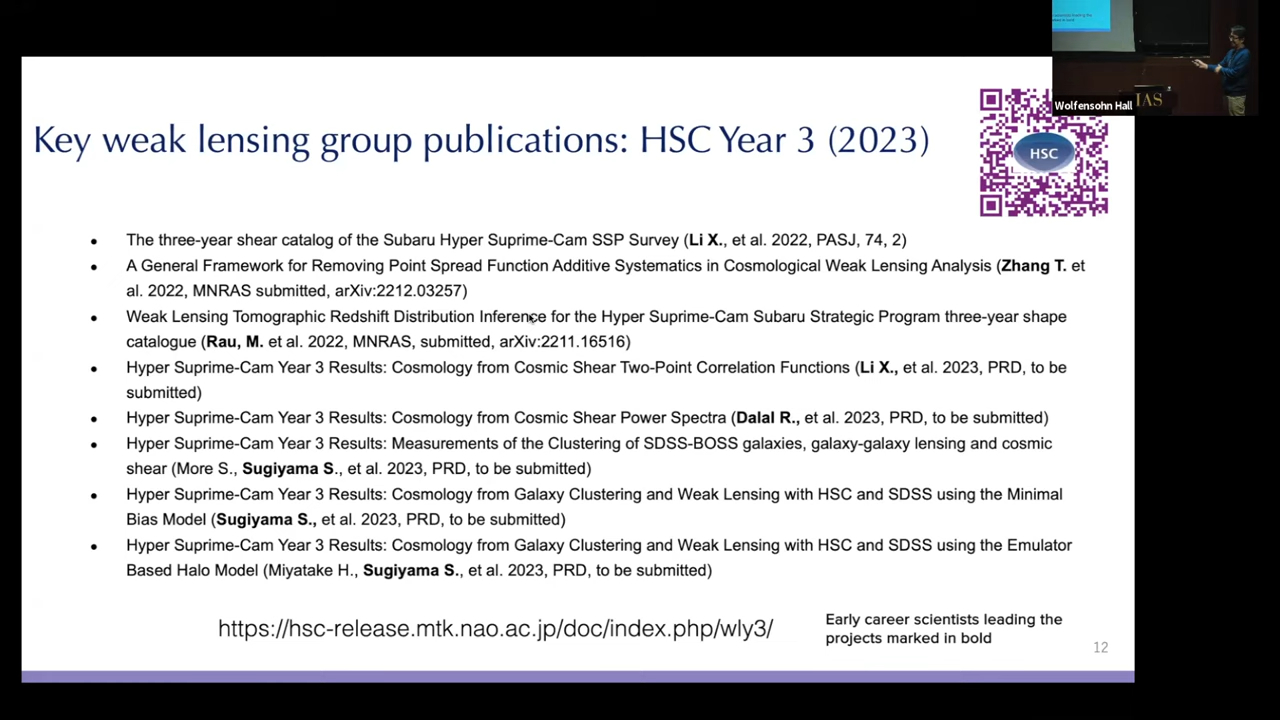 Wolfensohn Hall
IAS
HSC
Key weak lensing group publications: HSC Year 3 (2023)
• The three-year shear catalog of the Subaru Hyper Suprime-Cam SSP Survey (Li X., et al. 2022, PASJ, 74, 2)
• A General Framework for Removing Point Spread Function Additive Systematics in Cosmological Weak Lensing Analysis (Zhang T. et
al. 2022, MNRAS submitted, arXiv:2212.03257)
• Weak Lensing Tomographic Redshift Distribution Inference for the Hyper Suprime-Cam Subaru Strategic Program three-year shape
catalogue (Rau, M. et al. 2022, MNRAS, submitted, arXiv:2211.16516)
• Hyper Suprime-Cam Year 3 Results: Cosmology from Cosmic Shear Two-Point Correlation Functions (Li X., et al. 2023, PRD, to be
submitted)
• Hyper Suprime-Cam Year 3 Results: Cosmology from Cosmic Shear Power Spectra (Dalal R., et al. 2023, PRD, to be submitted)
• Hyper Suprime-Cam Year 3 Results: Measurements of the Clustering of SDSS-BOSS galaxies, galaxy-galaxy lensing and cosmic
shear (More S., Sugiyama S., et al. 2023, PRD, to be submitted)
• Hyper Suprime-Cam Year 3 Results: Cosmology from Galaxy Clustering and Weak Lensing with HSC and SDSS using the Minimal
Bias Model (Sugiyama S., et al. 2023, PRD, to be submitted)
• Hyper Suprime-Cam Year 3 Results: Cosmology from Galaxy Clustering and Weak Lensing with HSC and SDSS using the Emulator
Based Halo Model (Miyatake H., Sugiyama S., et al. 2023, PRD, to be submitted)
https://hsc-release.mtk.nao.ac.jp/doc/index.php/wly3/
Early career scientists leading the
projects marked in bold
12